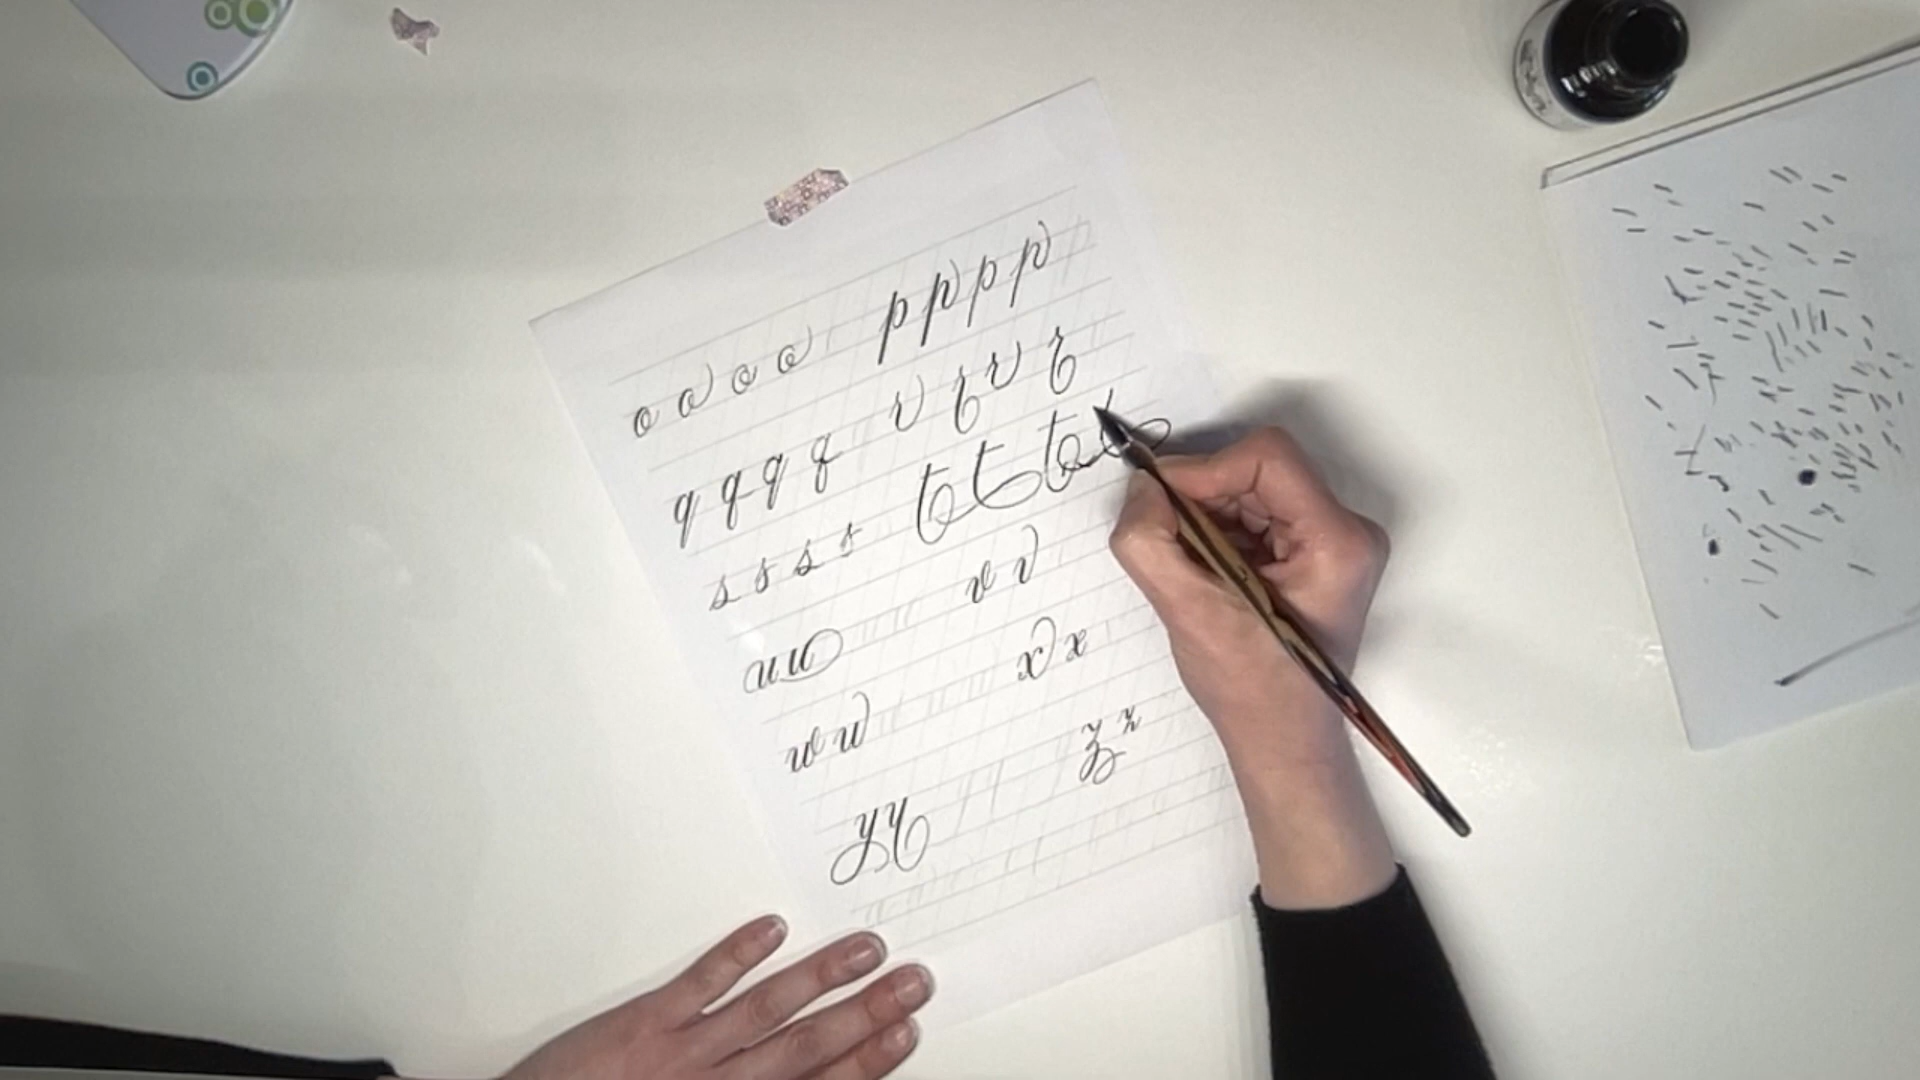 o o o o p p p p
q q q q r r r r
s s s s t t t t
u u v v
w w x x
y y z z